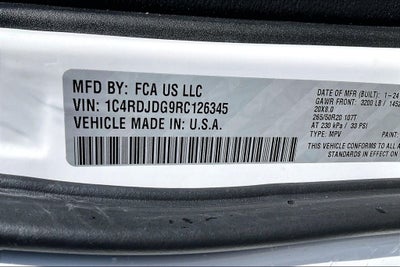 MFD BY: FCA US LLC
VIN: 1C4RDJDG9RC126345
VEHICLE MADE IN: U.S.A.
DATE OF MFR (BUILT): 1-24
GAWR FRONT: 3200 LB / 1452
20X8.0
265/50R20 107T
AT 230 kPa / 33 PSI
TYPE: MPV PAINT:
THIS VEHICLE CONFORMS TO ALL
STANDARDS IN EFFECT ON